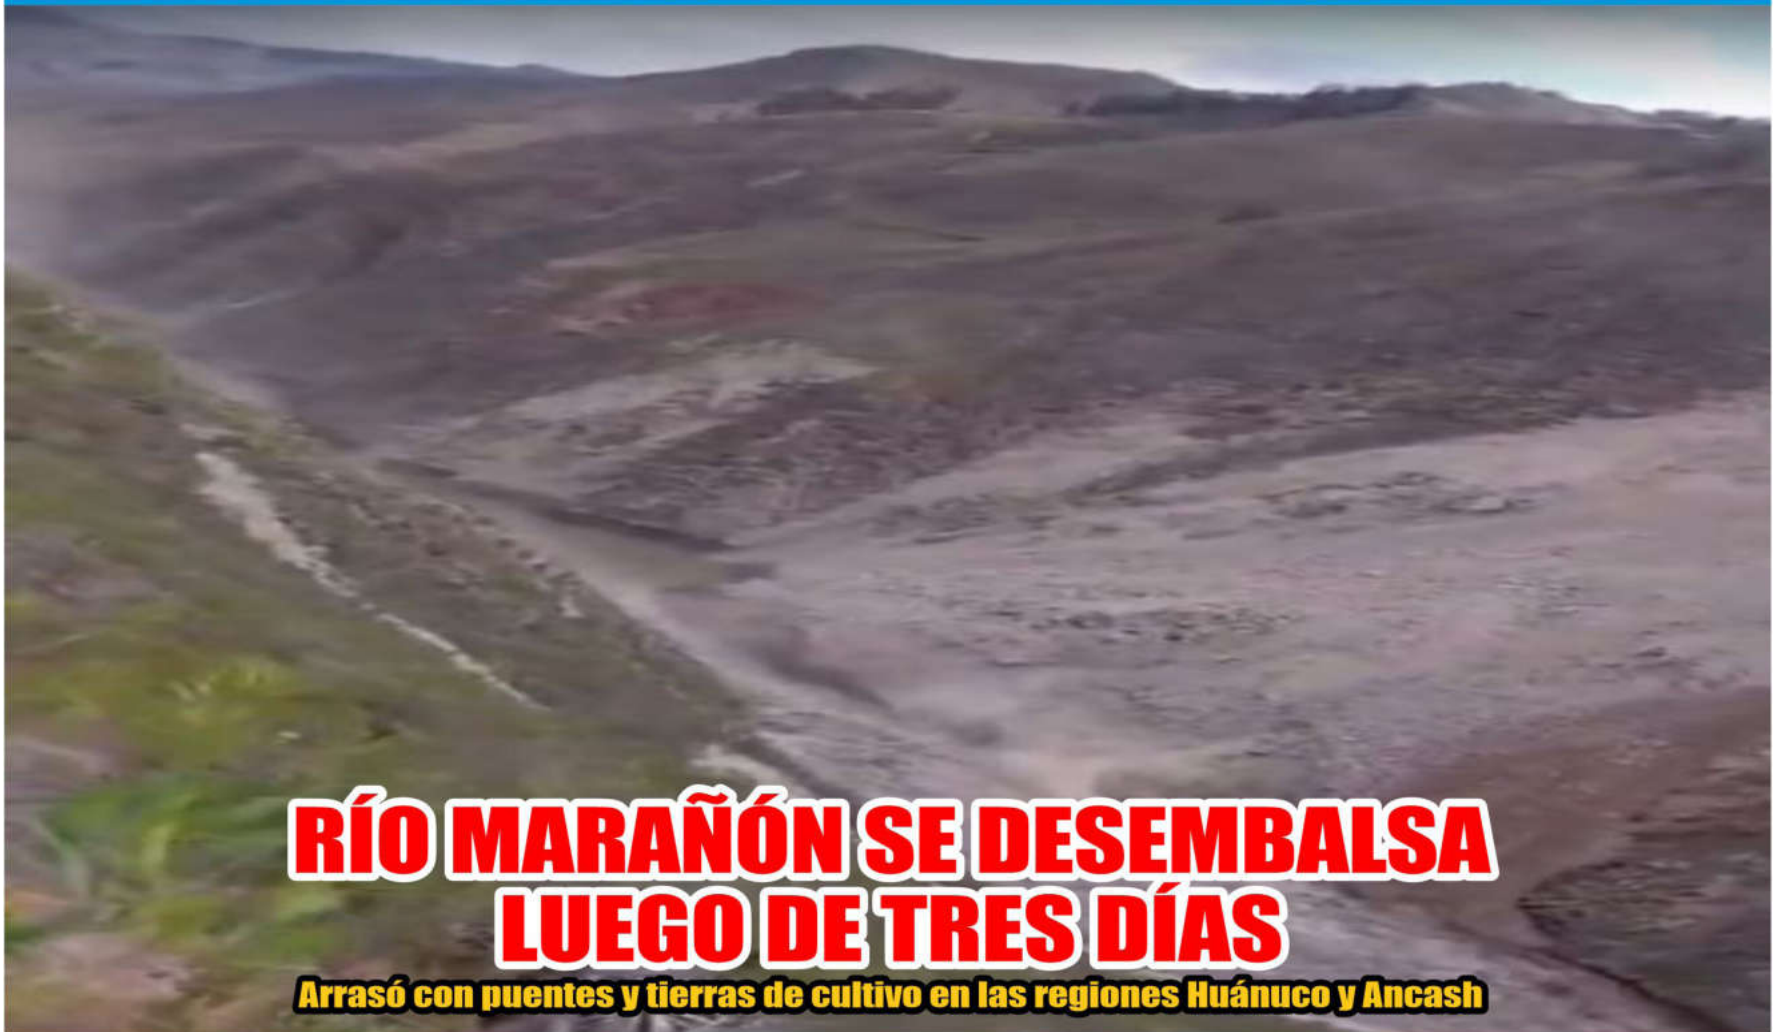 RÍO MARAÑÓN SE DESEMBALSA
LUEGO DE TRES DÍAS
Arrasó con puentes y tierras de cultivo en las regiones Huánuco y Ancash